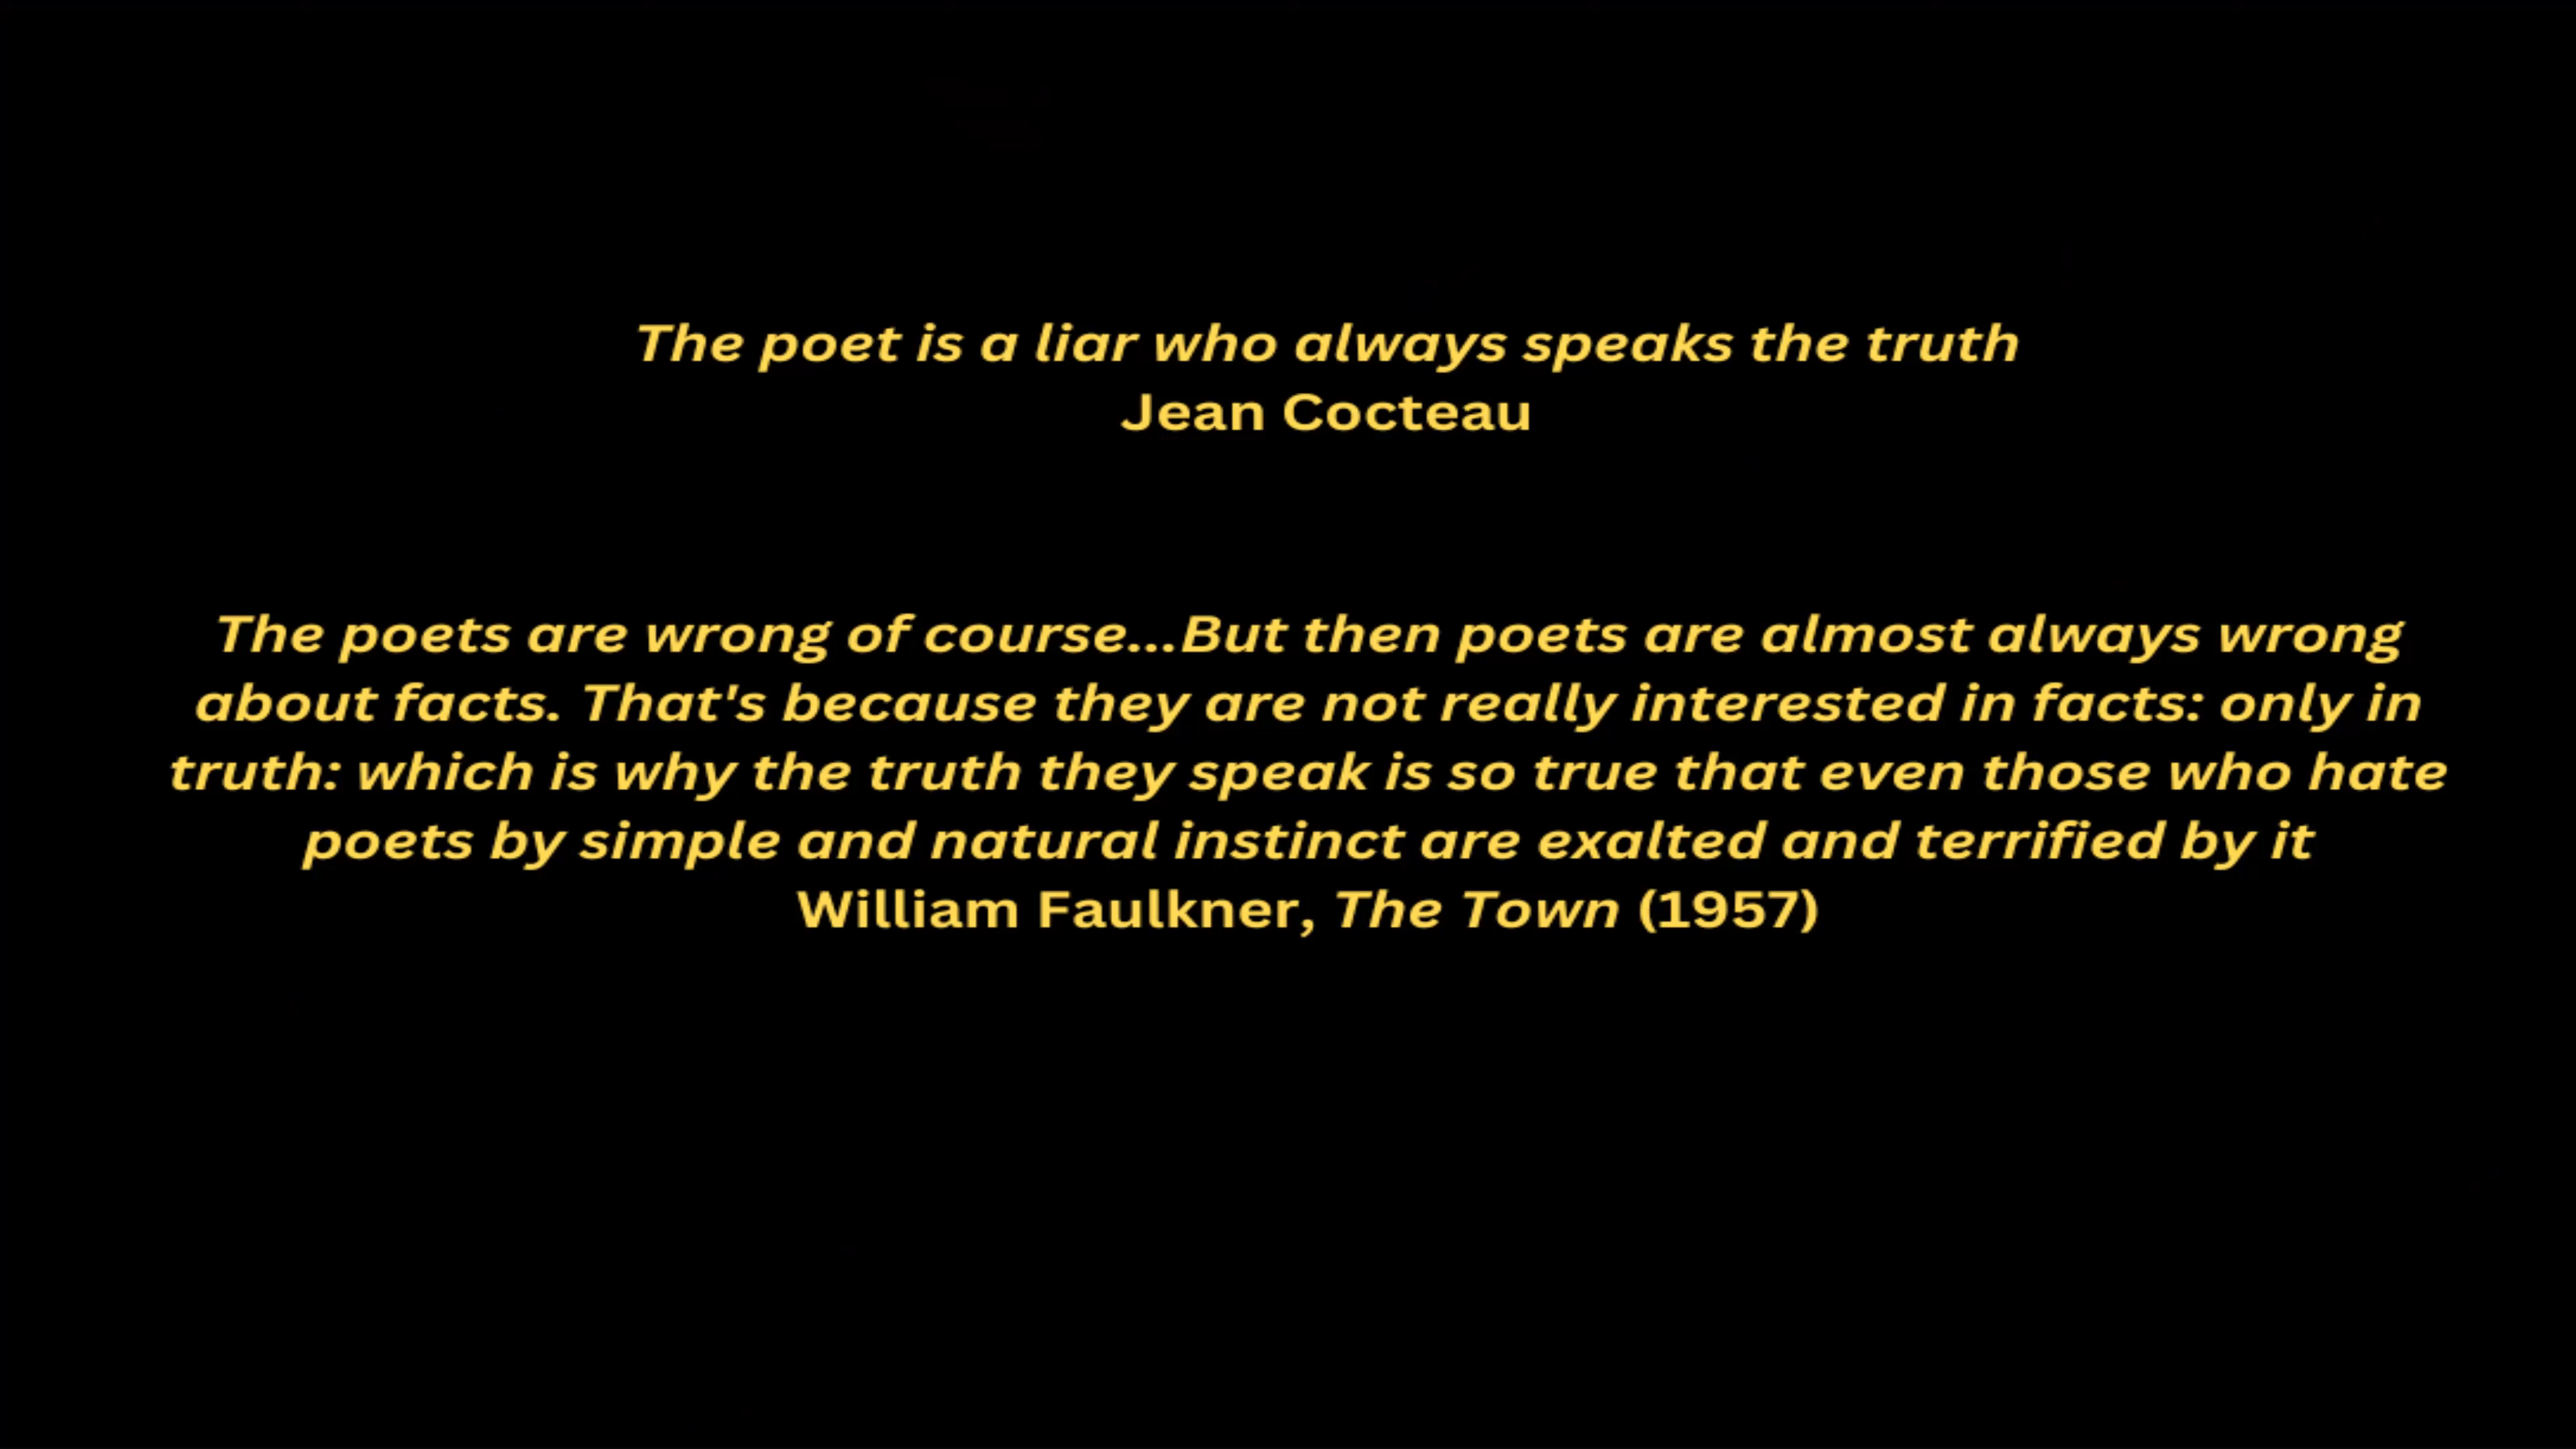 The poet is a liar who always speaks the truth
Jean Cocteau
The poets are wrong of course...But then poets are almost always wrong
about facts. That's because they are not really interested in facts: only in
truth: which is why the truth they speak is so true that even those who hate
poets by simple and natural instinct are exalted and terrified by it
William Faulkner, The Town (1957)